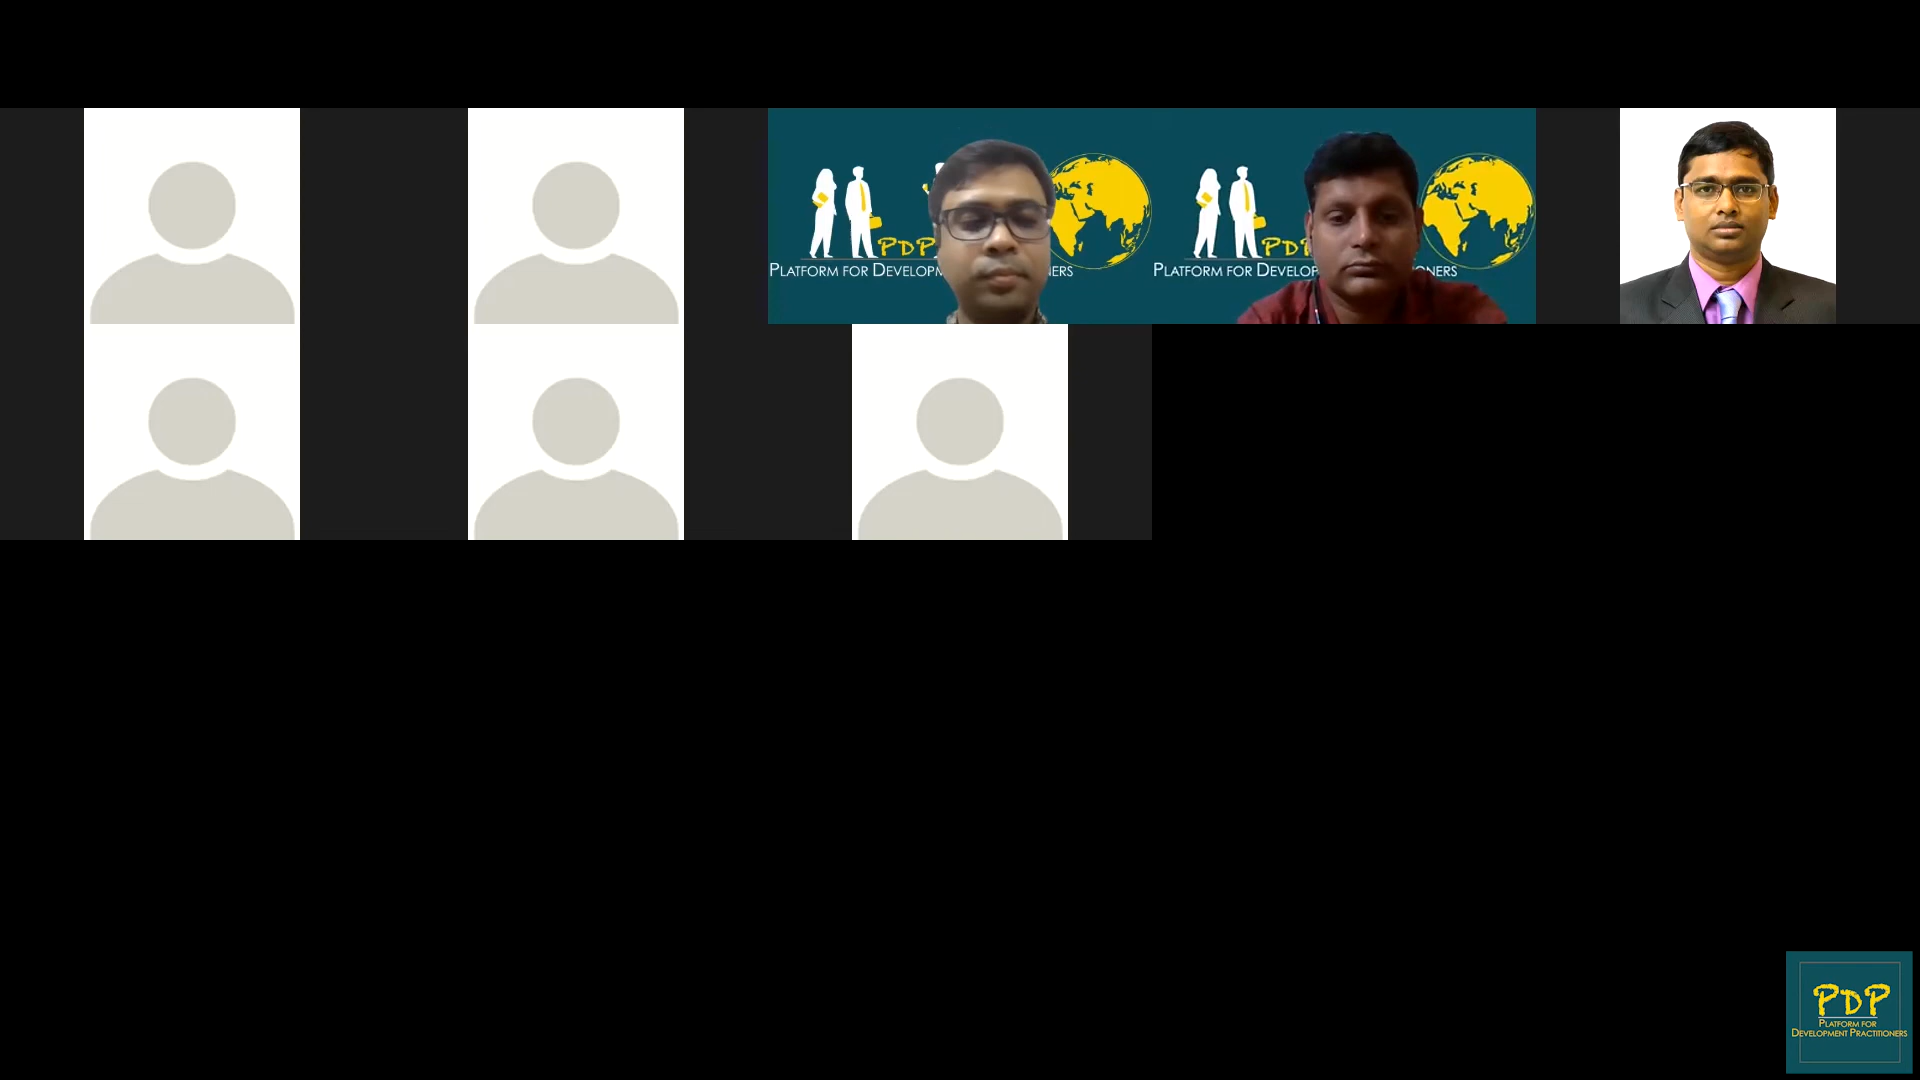 PDP
PLATFORM FOR DEVELOPM NERS
PDP
PLATFORM FOR DEVELOP ONERS
PDP
PLATFORM FOR
DEVELOPMENT PRACTITIONERS